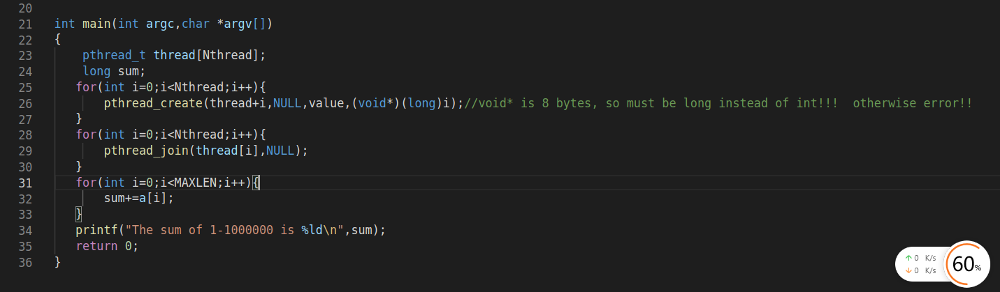 20
21 int main(int argc,char *argv[])
22 {
23 pthread_t thread[Nthread];
24 long sum;
25 for(int i=0;i<Nthread;i++){
26 pthread_create(thread+i,NULL,value,(void*)(long)i);//void* is 8 bytes, so must be long instead of int!!!  otherwise error!!
27 }
28 for(int i=0;i<Nthread;i++){
29 pthread_join(thread[i],NULL);
30 }
31 for(int i=0;i<MAXLEN;i++){
32 sum+=a[i];
33 }
34 printf("The sum of 1-1000000 is %ld\n",sum);
35 return 0;
36 }
↑ 0 K/s
↓ 0 K/s
60%